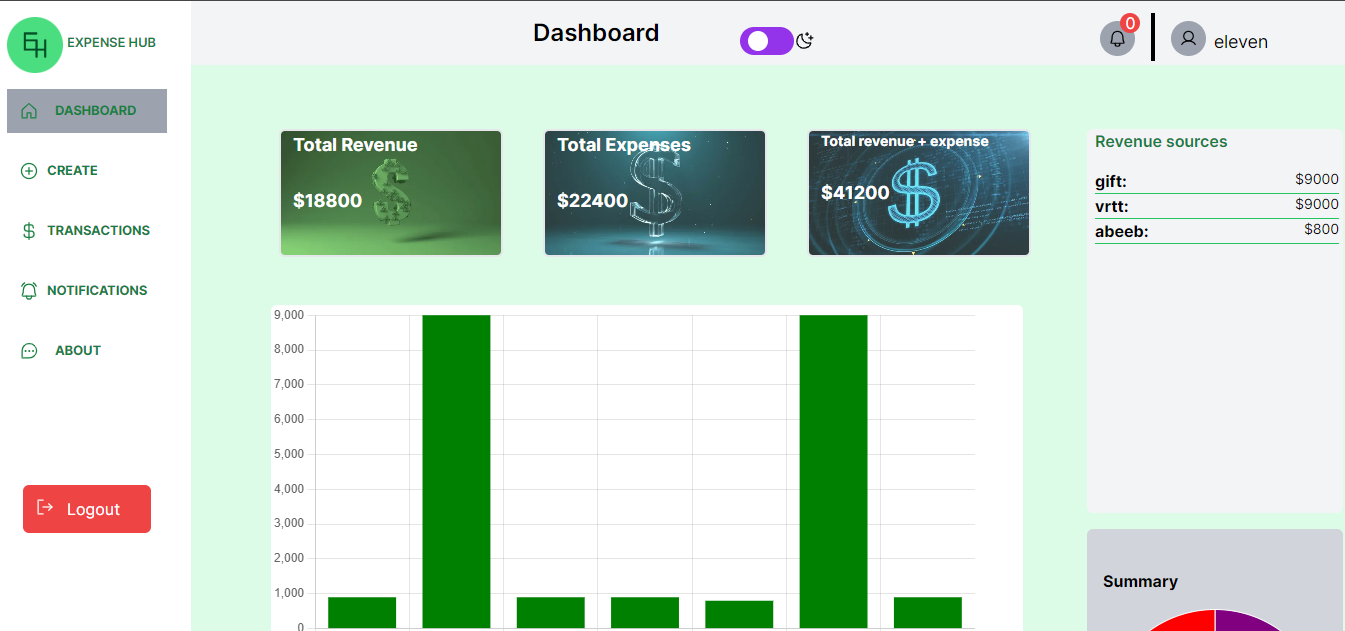 EH
EXPENSE HUB
Dashboard
0
eleven
DASHBOARD
CREATE
TRANSACTIONS
NOTIFICATIONS
ABOUT
Logout
Total Revenue
$18800
Total Expenses
$22400
Total revenue + expense
$41200
Revenue sources
gift: $9000
vrtt: $9000
abeeb: $800
9,000
8,000
7,000
6,000
5,000
4,000
3,000
2,000
1,000
0
Summary